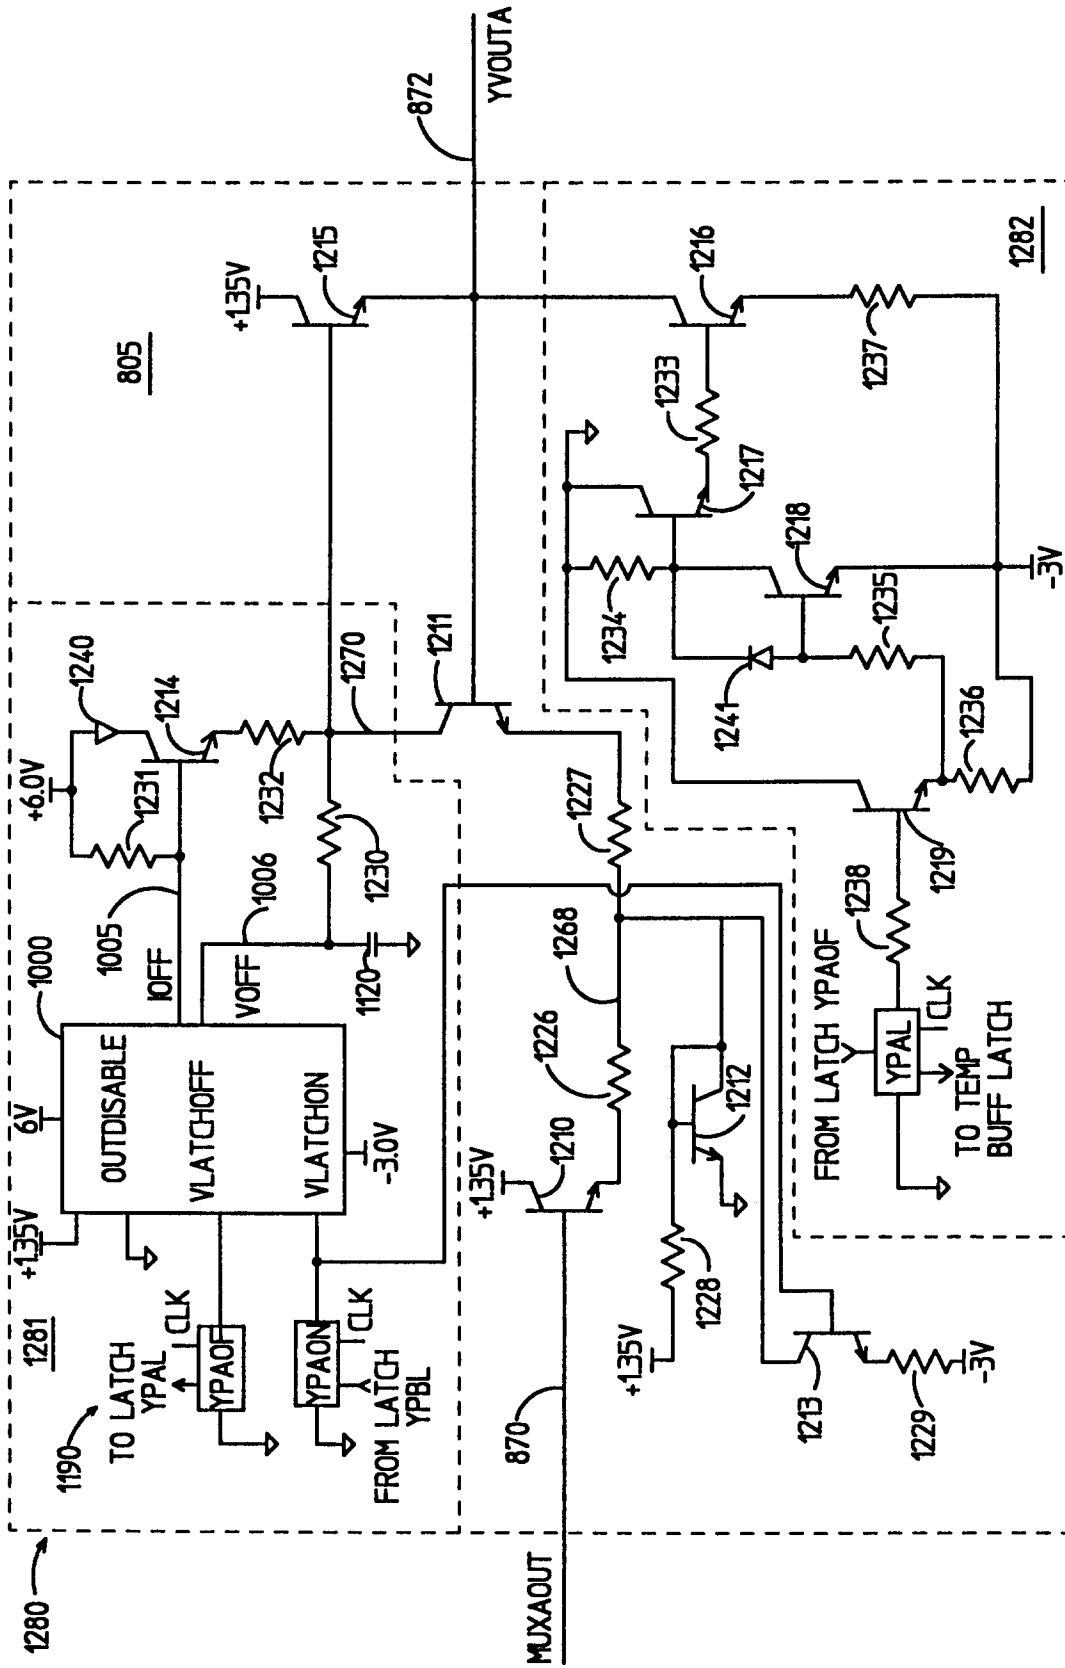 1280
1190
1281
TO LATCH
YPAL
CLK
YPAOF
YPAON
CLK
FROM LATCH
YPBL
+1.35V
6V
1000
OUTDISABLE
VLATCHOFF
VLATCHON
-3.0V
1005
IOFF
VOFF
1006
1120
+6.0V
1231
1240
1214
1232
1230
1270
805
+1.35V
1215
872
YVOUTA
1211
1227
MUXAOUT
870
+1.35V
1210
1226
1268
+1.35V
1228
1212
1213
1229
-3V
1282
1216
1237
1233
1217
1234
1218
1241
1235
1236
-3V
1219
1238
FROM LATCH YPAOF
YPAL
CLK
TO TEMP
BUFF LATCH